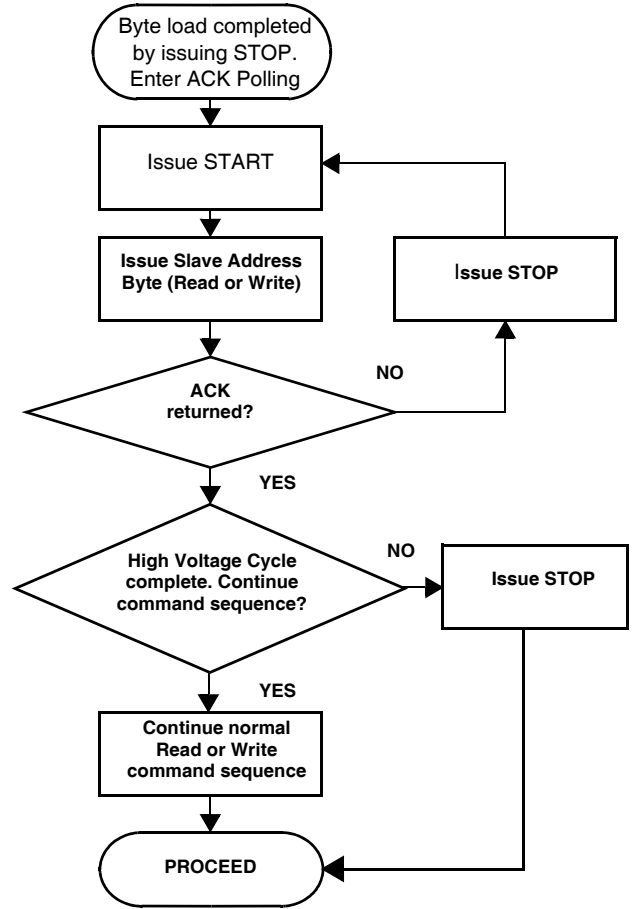 Byte load completed
by issuing STOP.
Enter ACK Polling
Issue START
Issue Slave Address
Byte (Read or Write)
Issue STOP
ACK
returned?
NO
YES
High Voltage Cycle
complete. Continue
command sequence?
NO
Issue STOP
YES
Continue normal
Read or Write
command sequence
PROCEED